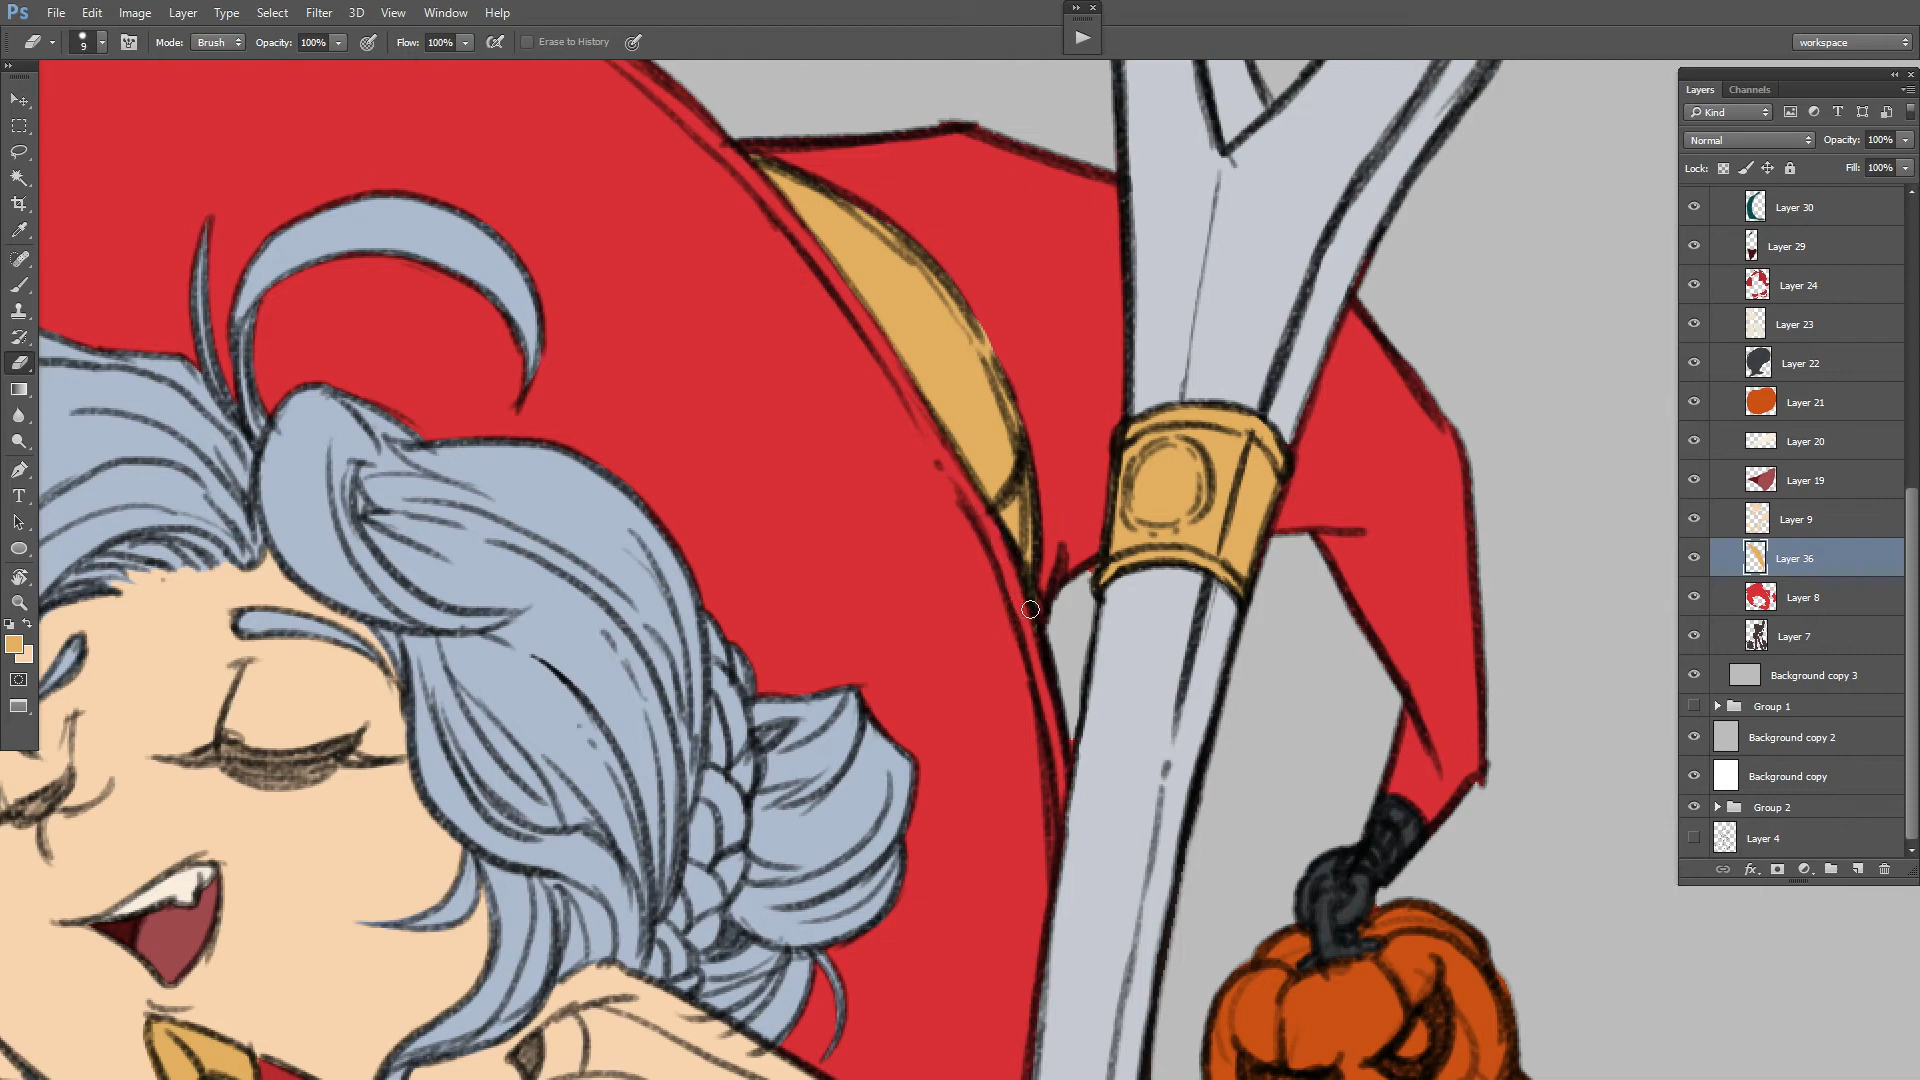 Ps File Edit Image Layer Type Select Filter 3D View Window Help
9 Mode: Brush Opacity: 100% Flow: 100% Erase to History
workspace
Layers Channels
Kind T
Normal Opacity: 100%
Lock: Fill: 100%
Layer 30
Layer 29
Layer 24
Layer 23
Layer 22
Layer 21
Layer 20
Layer 19
Layer 9
Layer 36
Layer 8
Layer 7
Background copy 3
Group 1
Background copy 2
Background copy
Group 2
Layer 4
fx
T